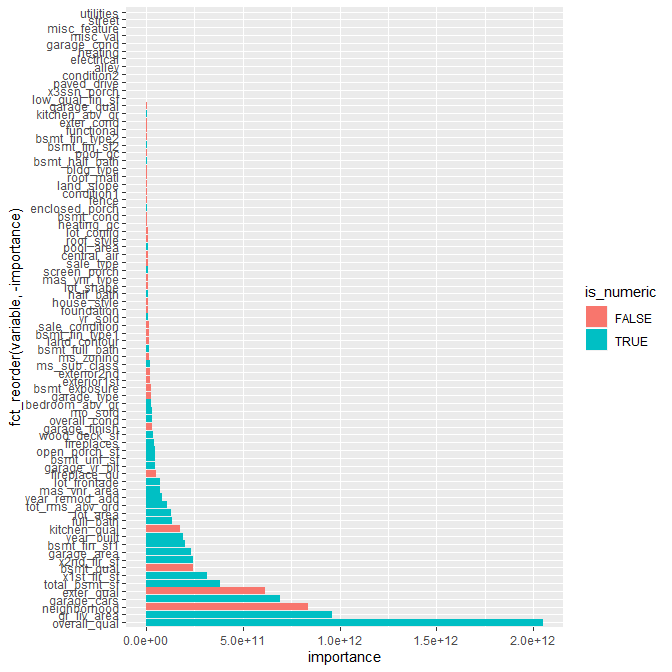 utilities
street
misc_feature
misc_val
garage_cond
heating
electrical
alley
condition2
paved_drive
x3ssn_porch
low_qual_fin_sf
garage_qual
kitchen_abv_gr
exter_cond
functional
bsmt_fin_type2
bsmt_fin_sf2
pool_qc
bsmt_half_bath
bldg_type
roof_matl
land_slope
condition1
fence
enclosed_porch
bsmt_cond
heating_qc
lot_config
roof_style
pool_area
central_air
sale_type
screen_porch
mas_vnr_type
lot_shape
half_bath
house_style
foundation
yr_sold
sale_condition
bsmt_fin_type1
land_contour
bsmt_full_bath
ms_zoning
ms_sub_class
exterior2nd
exterior1st
bsmt_exposure
garage_type
bedroom_abv_gr
mo_sold
overall_cond
garage_finish
wood_deck_sf
fireplaces
open_porch_sf
bsmt_unf_sf
garage_yr_blt
fireplace_qu
lot_frontage
mas_vnr_area
year_remod_add
tot_rms_abv_grd
lot_area
full_bath
kitchen_qual
year_built
bsmt_fin_sf1
garage_area
x2nd_flr_sf
bsmt_qual
x1st_flr_sf
total_bsmt_sf
exter_qual
garage_cars
neighborhood
gr_liv_area
overall_qual
fct_reorder(variable, -importance)
0.0e+00 5.0e+11 1.0e+12 1.5e+12 2.0e+12
importance
is_numeric
FALSE
TRUE